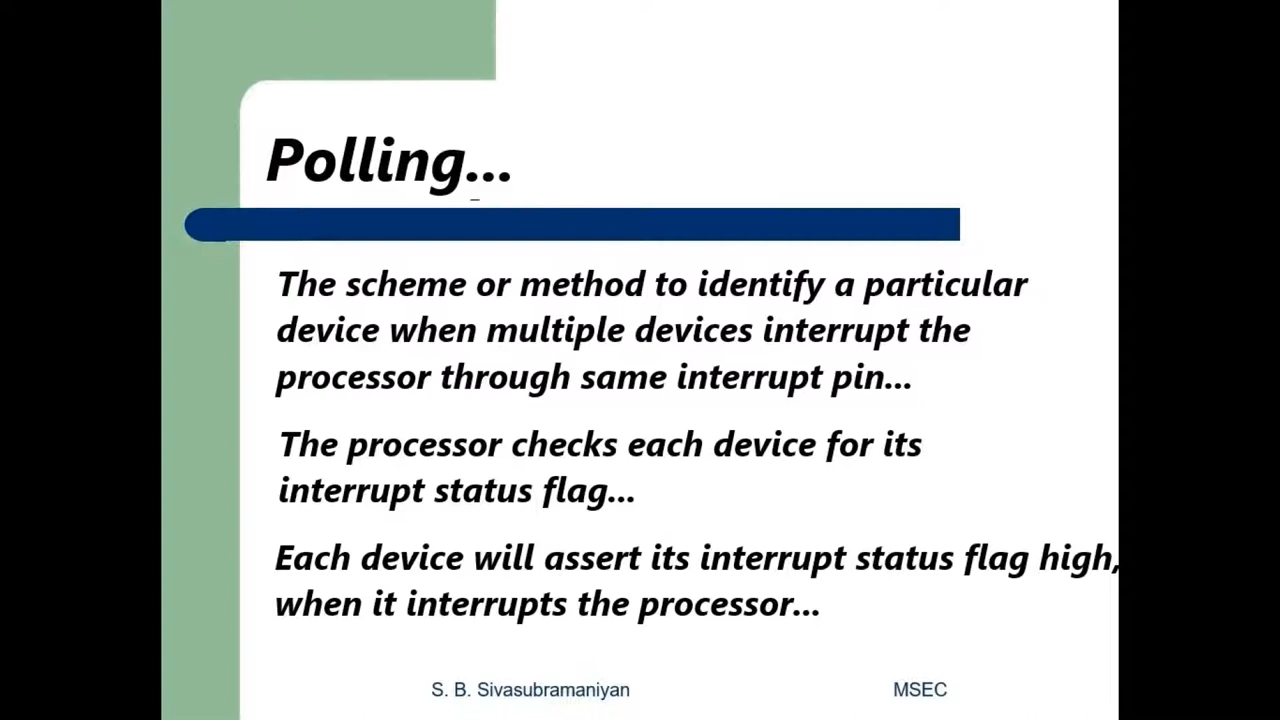 Polling...
The scheme or method to identify a particular
device when multiple devices interrupt the
processor through same interrupt pin...
The processor checks each device for its
interrupt status flag...
Each device will assert its interrupt status flag high,
when it interrupts the processor...
S. B. Sivasubramaniyan MSEC